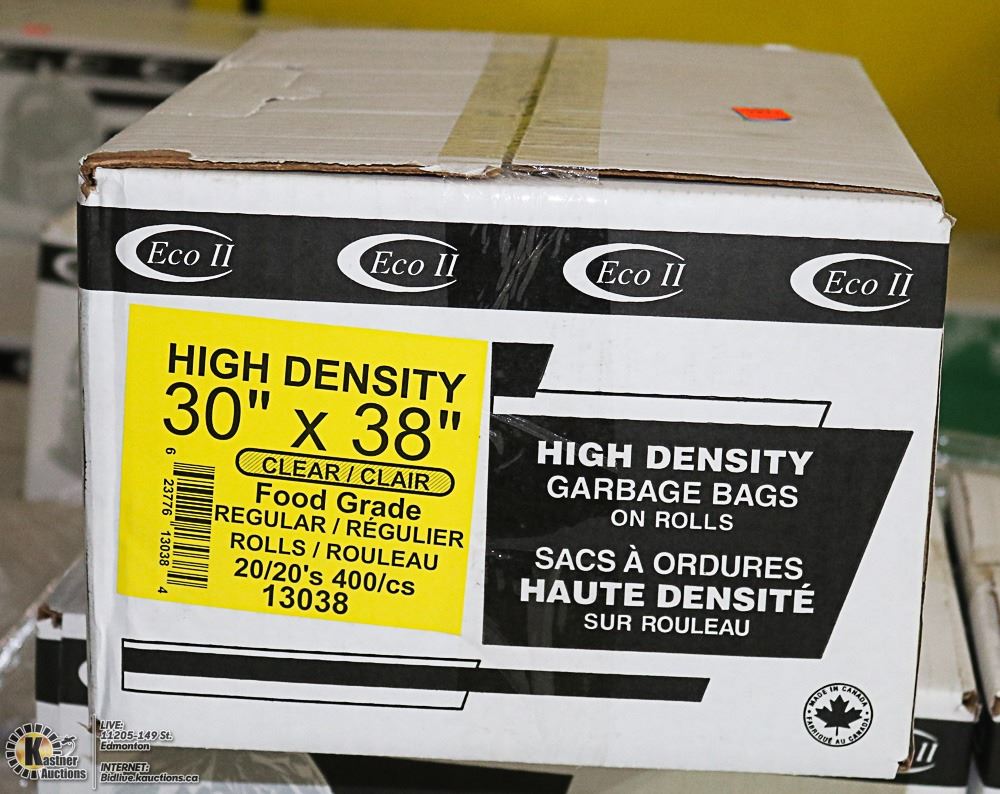 Eco II Eco II Eco II Eco II
HIGH DENSITY
30" x 38"
CLEAR / CLAIR
Food Grade
REGULAR / RÉGULIER
ROLLS / ROULEAU
20/20's 400/cs
13038
6 23776 13038 4
HIGH DENSITY
GARBAGE BAGS
ON ROLLS
SACS À ORDURES
HAUTE DENSITÉ
SUR ROULEAU
MADE IN CANADA
FABRIQUÉ AU CANADA
II
Kastner
Auctions
LIVE:
11205-149 St.
Edmonton
INTERNET:
Bidlive.kauctions.ca